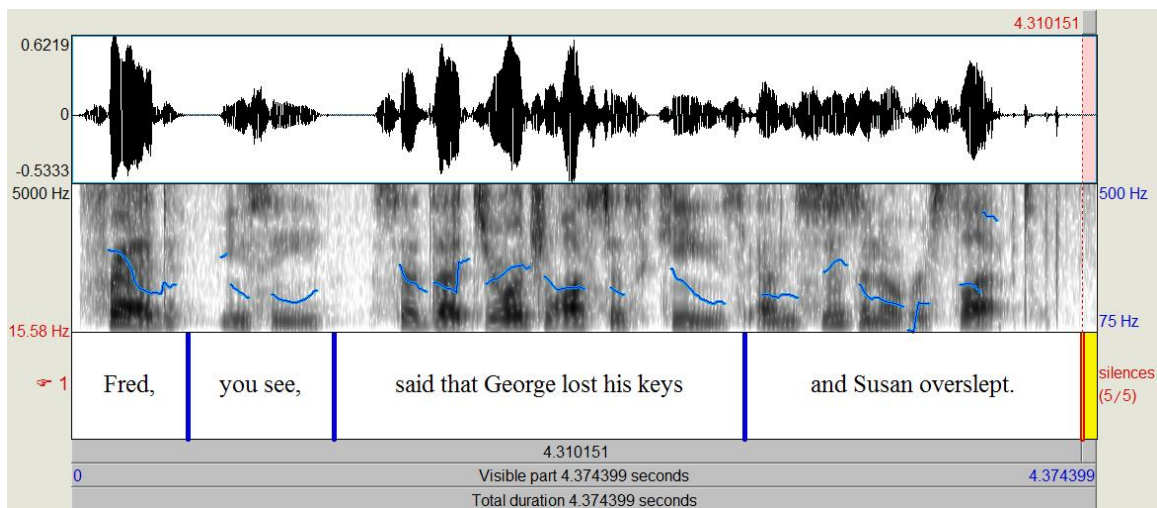 4.310151
0.6219
0
-0.5333
5000 Hz
500 Hz
15.58 Hz
75 Hz
1
Fred,
you see,
said that George lost his keys
and Susan overslept.
silences
(5/5)
4.310151
0
Visible part 4.374399 seconds
4.374399
Total duration 4.374399 seconds